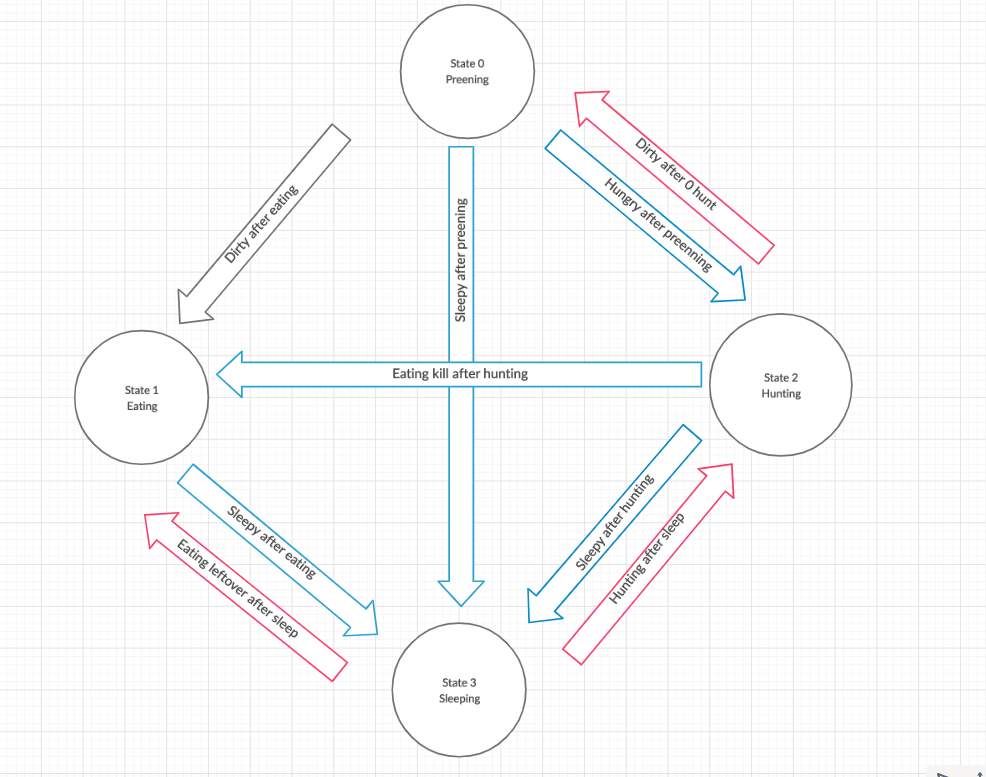 State 0
Preening
Dirty after 0 hunt
Hungry after preenning
Dirty after eating
Sleepy after preening
Eating kill after hunting
State 1
Eating
State 2
Hunting
Sleepy after eating
Eating leftover after sleep
Sleepy after hunting
Hunting after sleep
State 3
Sleeping